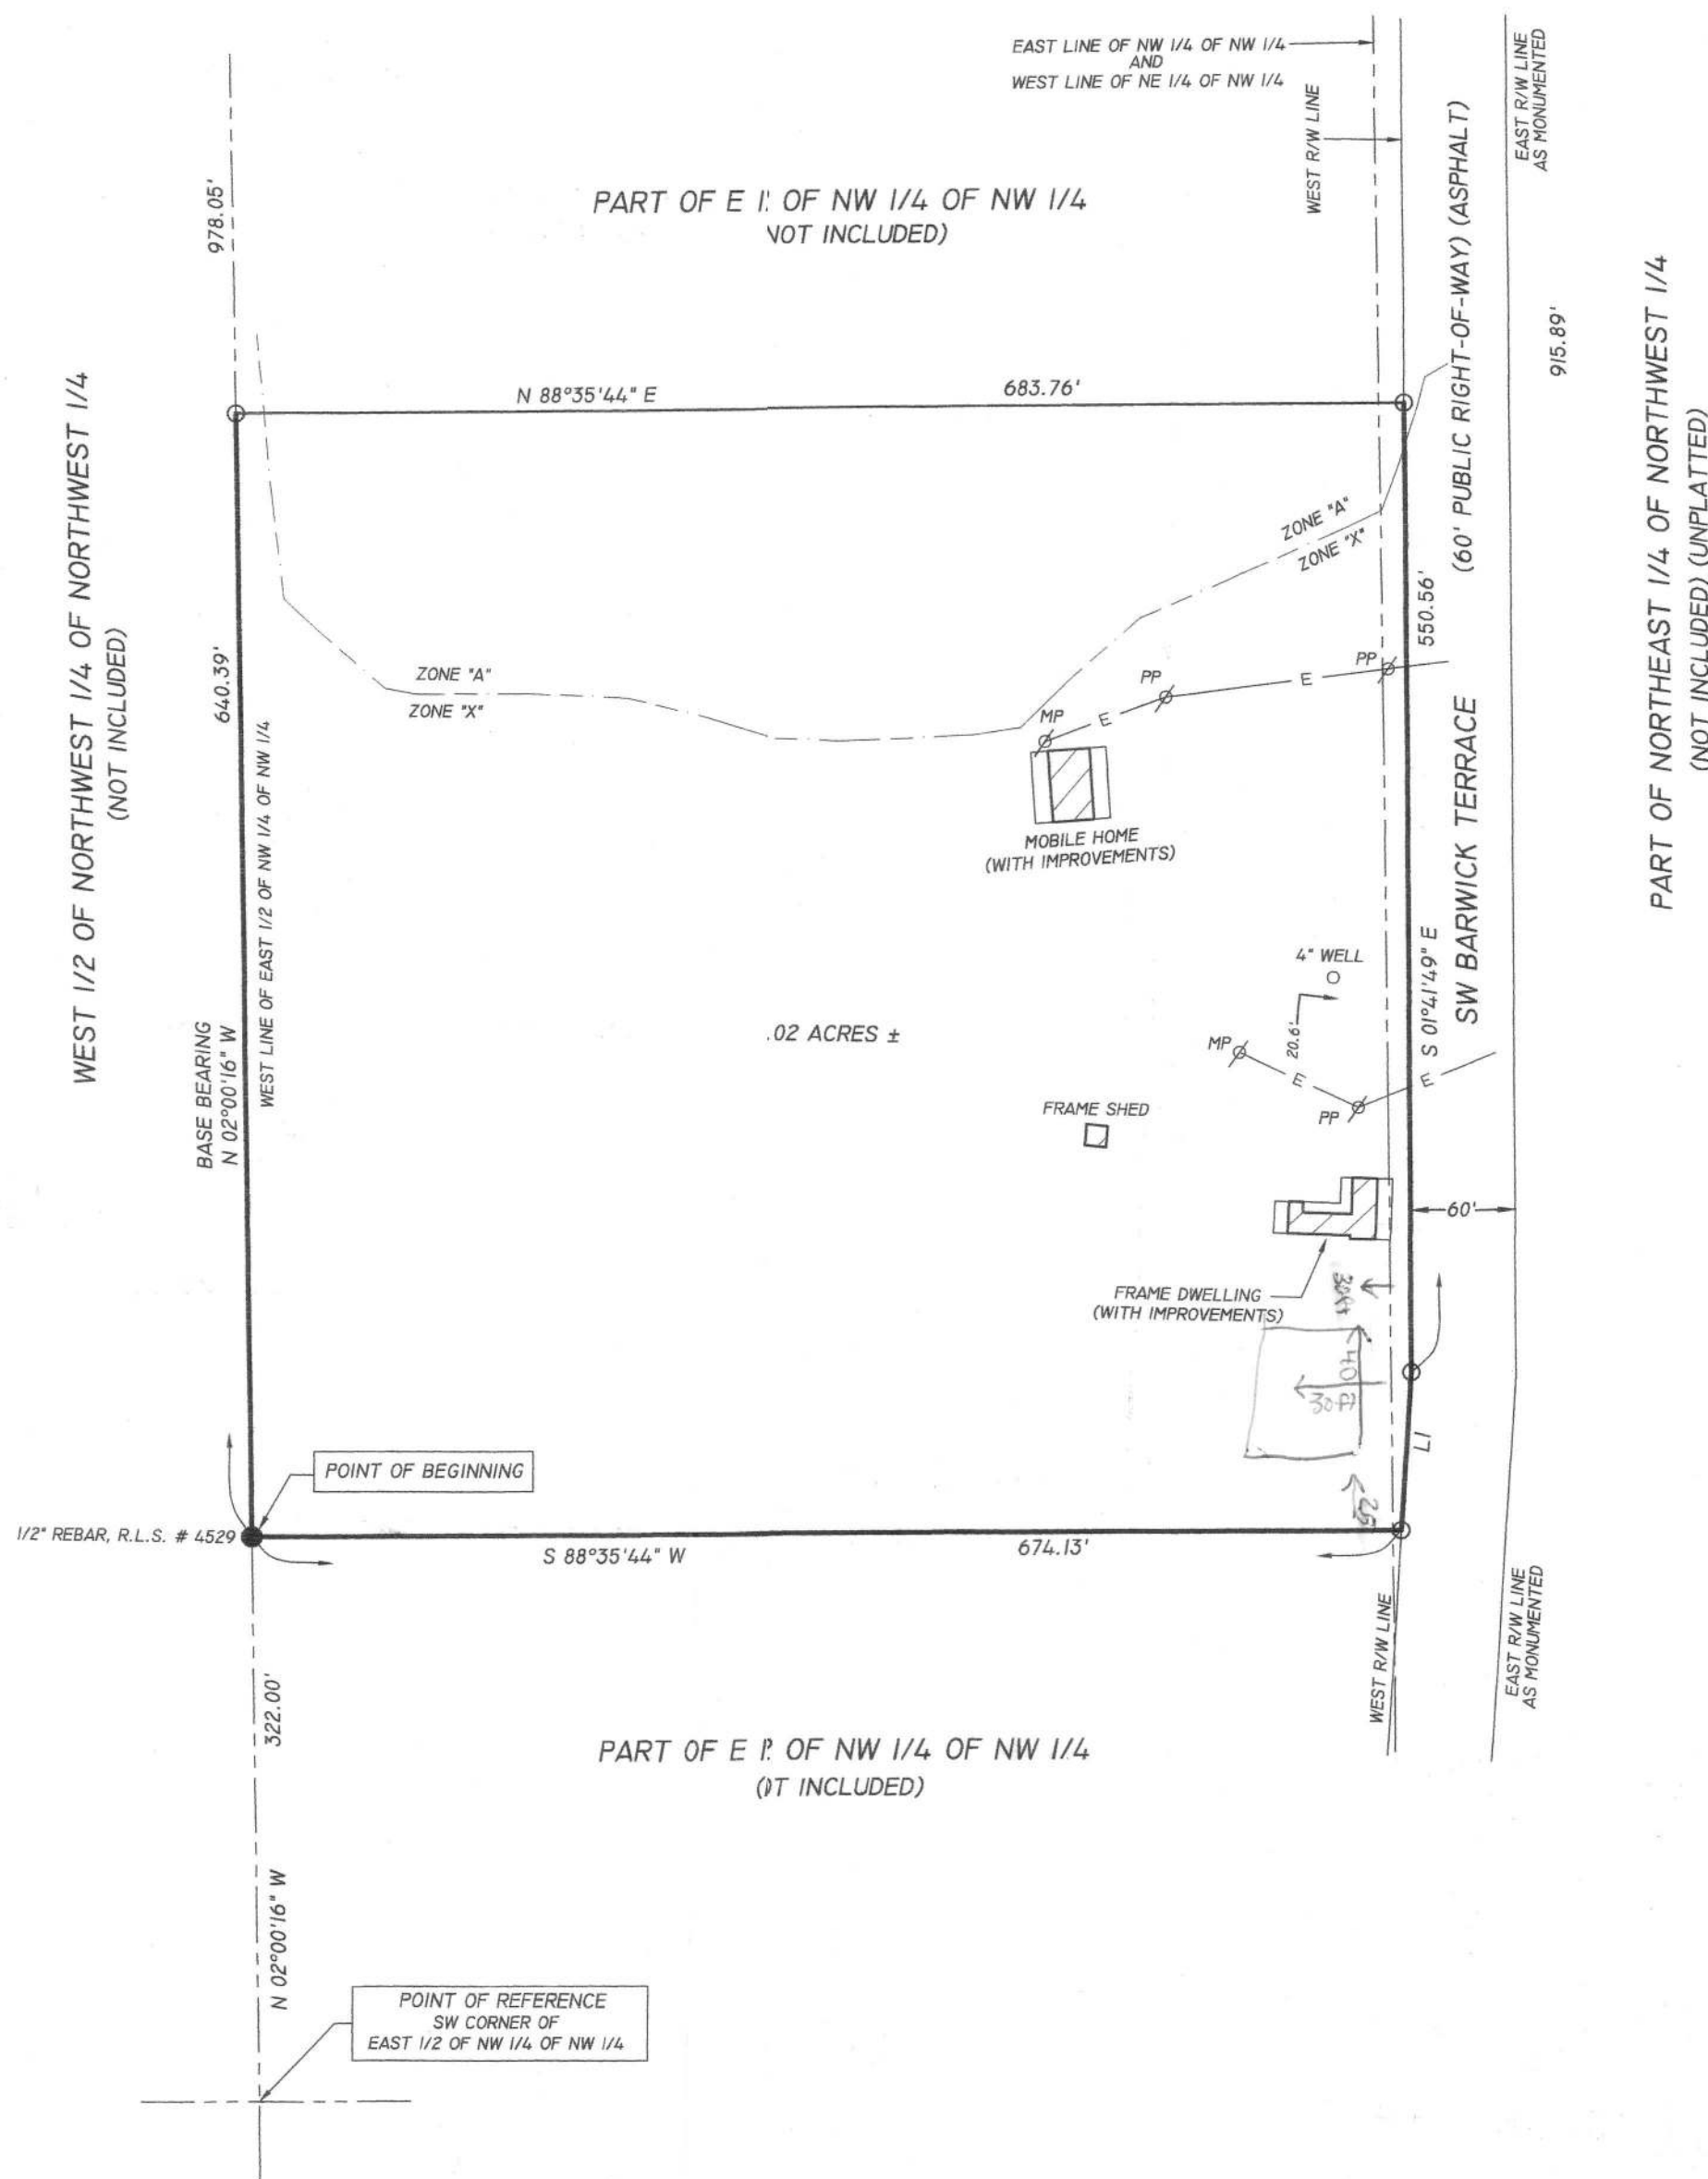 EAST LINE OF NW 1/4 OF NW 1/4
AND
WEST LINE OF NE 1/4 OF NW 1/4
WEST R/W LINE
EAST R/W LINE
AS MONUMENTED
(60' PUBLIC RIGHT-OF-WAY) (ASPHALT)
978.05'
PART OF E OF NW 1/4 OF NW 1/4
NOT INCLUDED)
915.89'
PART OF NORTHEAST 1/4 OF NORTHWEST 1/4
(NOT INCLUDED) (UNPLATTED)
WEST 1/2 OF NORTHWEST 1/4 OF NORTHWEST 1/4
(NOT INCLUDED)
N 88°35'44" E
683.76'
ZONE "A"
ZONE "X"
550.56'
640.39'
ZONE "A"
ZONE "X"
PP
E
PP
E
MP
MOBILE HOME
(WITH IMPROVEMENTS)
SW BARWICK TERRACE
WEST LINE OF EAST 1/2 OF NW 1/4 OF NW 1/4
BASE BEARING
N 02°00'16" W
4" WELL
20.6'
S 01°41'49" E
.02 ACRES ±
MP
E
PP
E
FRAME SHED
60'
FRAME DWELLING
(WITH IMPROVEMENTS)
30ft
40
30ft
25
L1
POINT OF BEGINNING
1/2" REBAR, R.L.S. # 4529
S 88°35'44" W
674.13'
WEST R/W LINE
EAST R/W LINE
AS MONUMENTED
322.00'
PART OF E OF NW 1/4 OF NW 1/4
INCLUDED)
N 02°00'16" W
POINT OF REFERENCE
SW CORNER OF
EAST 1/2 OF NW 1/4 OF NW 1/4